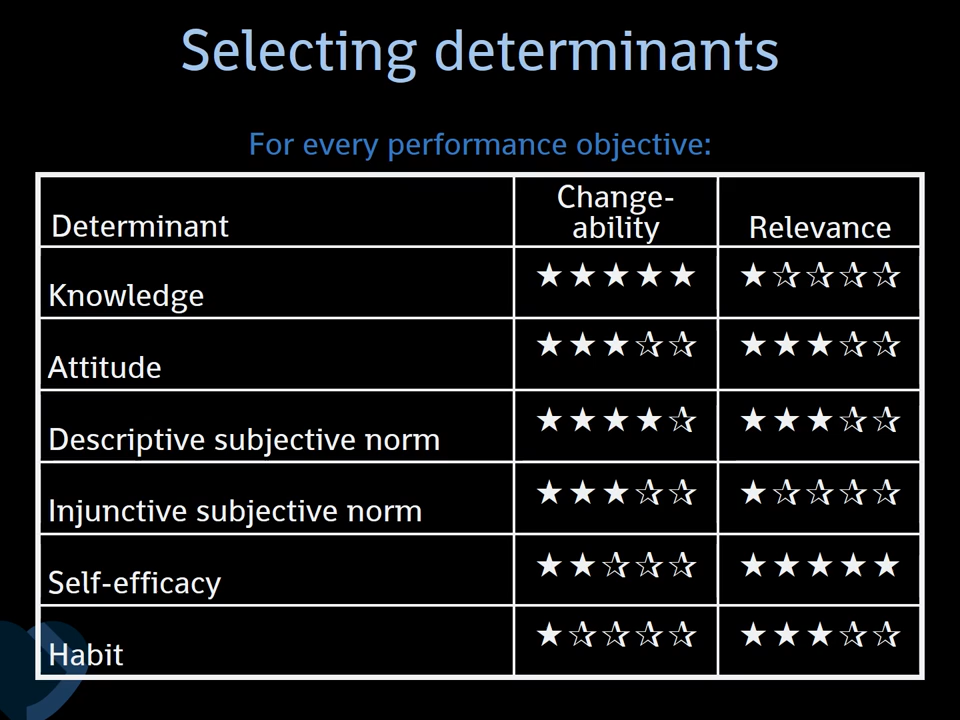 Selecting determinants
For every performance objective:
Determinant Change-
ability Relevance
Knowledge ★★★★★ ★✰✰✰✰
Attitude ★★★✰✰ ★★★✰✰
Descriptive subjective norm ★★★★✰ ★★★✰✰
Injunctive subjective norm ★★★✰✰ ★✰✰✰✰
Self-efficacy ★★✰✰✰ ★★★★★
Habit ★✰✰✰✰ ★★★✰✰